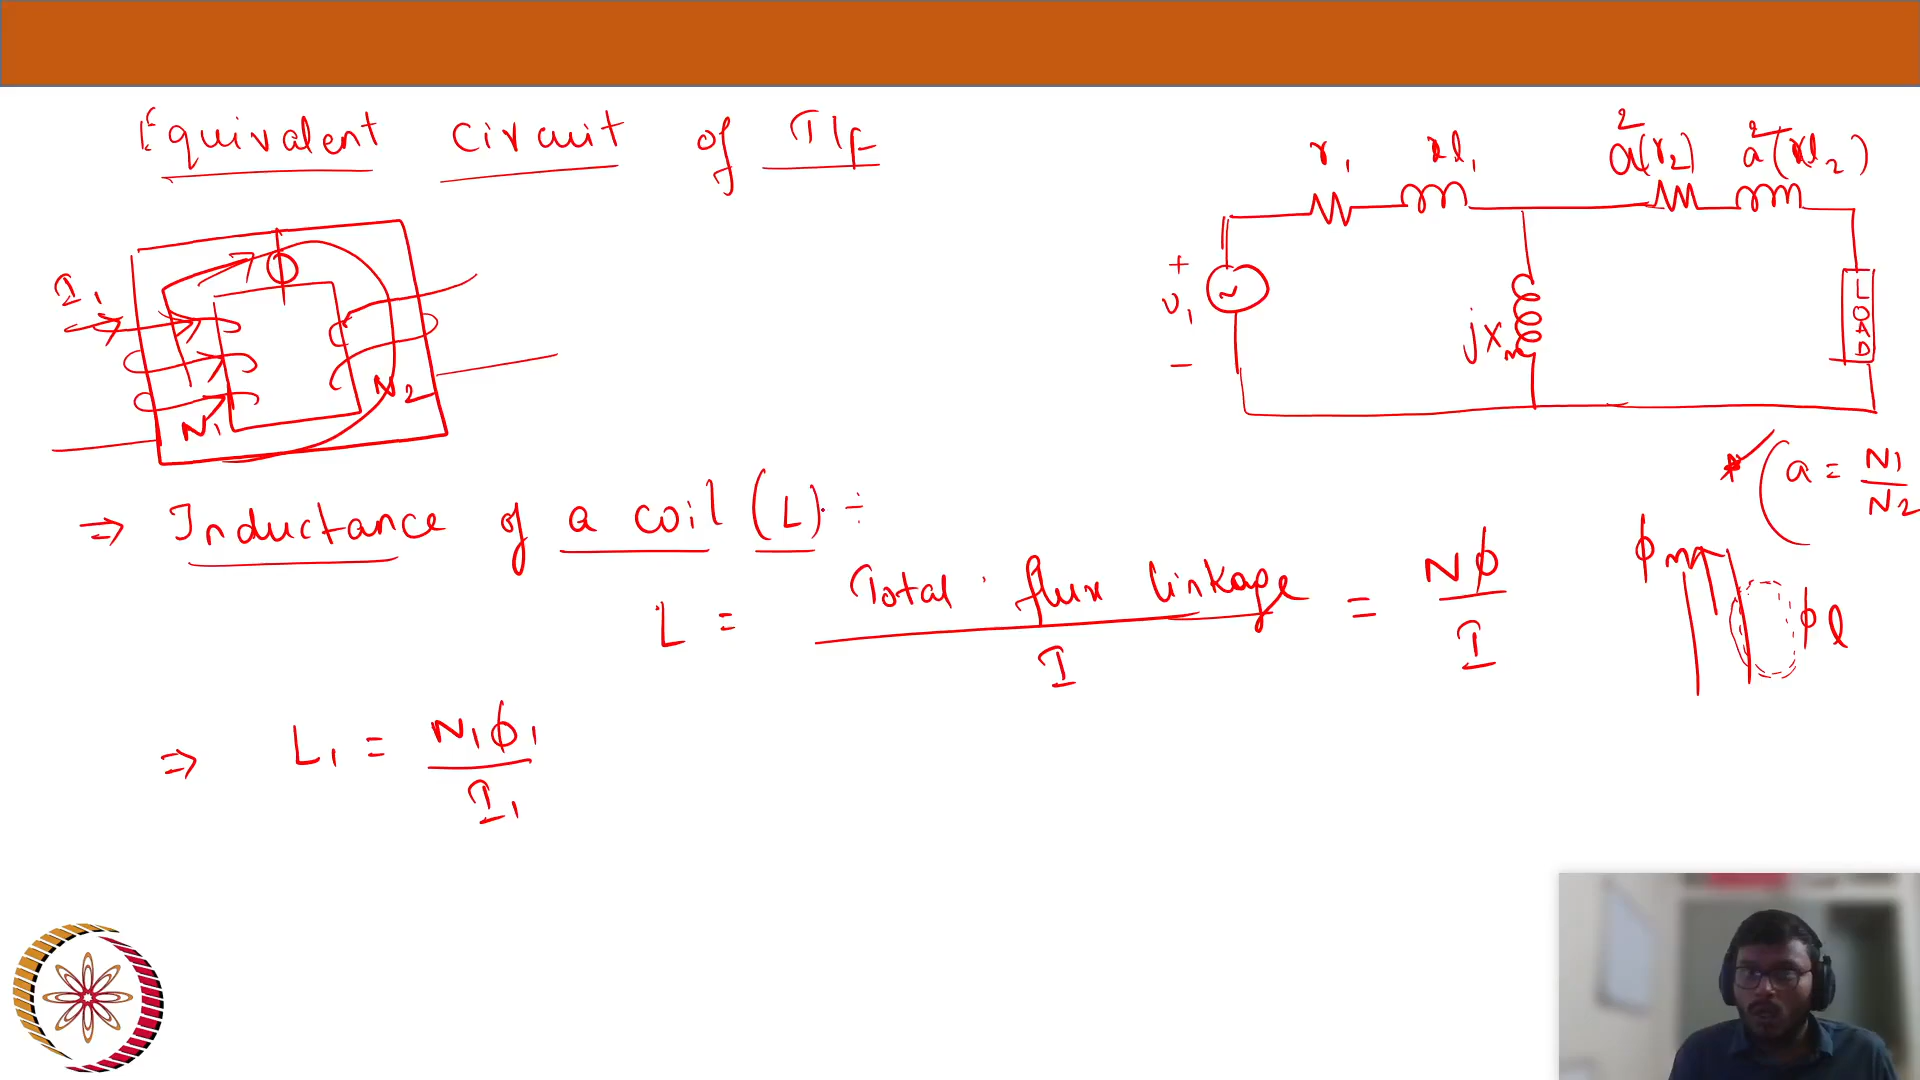 Equivalent circuit of T/F
r1 xl1 a²(r2) a²(xl2)
I1 ϕ
N1 N2
+
v1
-
~
jxm
LOAD
a = N1/N2
⇒ Inductance of a coil (L) ÷
L = Total flux linkage / I = Nϕ / I
ϕm ϕl
⇒ L1 = N1ϕ1 / I1